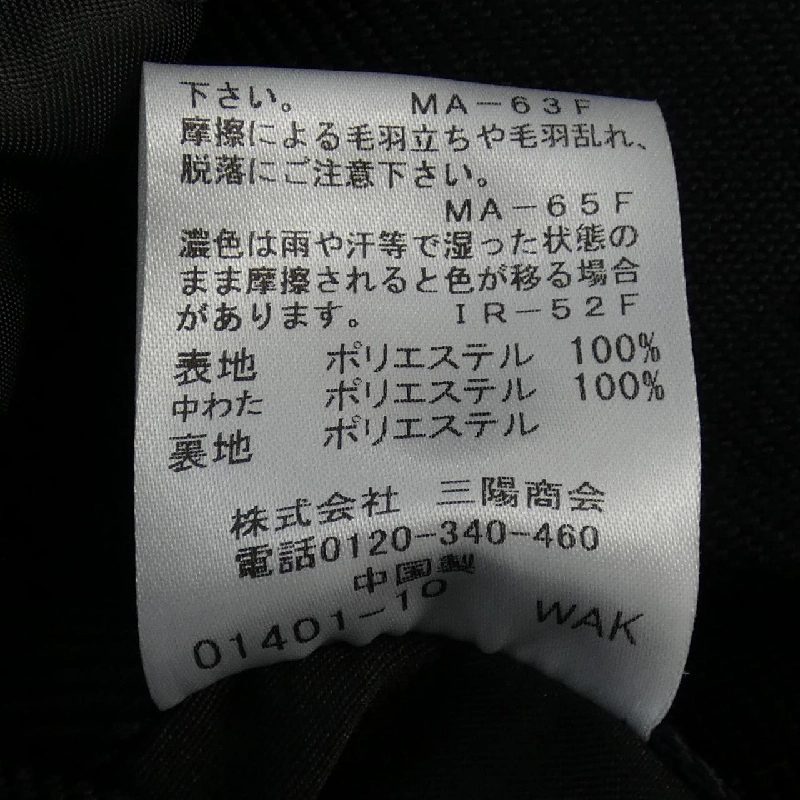 下さい。 MA-63F
摩擦による毛羽立ちや毛羽乱れ、
脱落にご注意下さい。
MA-65F
濃色は雨や汗等で湿った状態の
まま摩擦されると色が移る場合
があります。 IR-52F
表地 ポリエステル 100%
中わた ポリエステル 100%
裏地 ポリエステル
株式会社 三陽商会
電話0120-340-460
中国製
01401-10 WAK